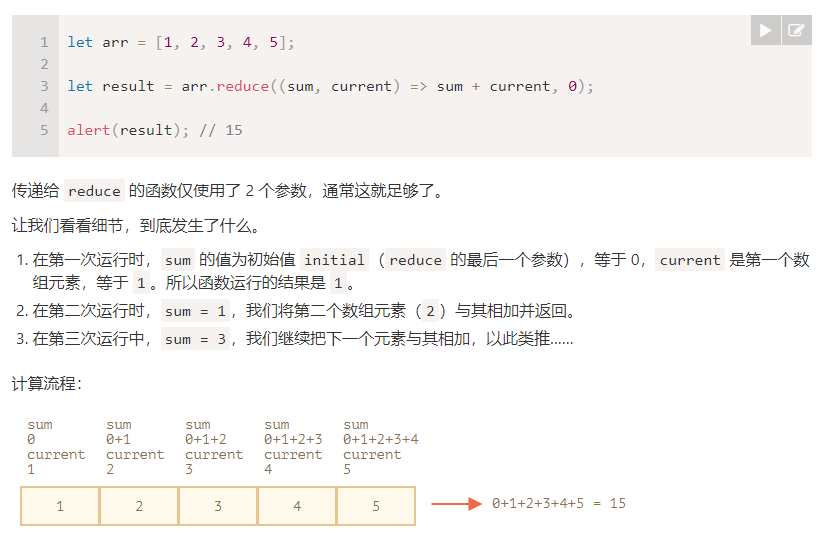 1 let arr = [1, 2, 3, 4, 5];
2
3 let result = arr.reduce((sum, current) => sum + current, 0);
4
5 alert(result); // 15
传递给 reduce 的函数仅使用了 2 个参数，通常这就足够了。
让我们看看细节，到底发生了什么。
1. 在第一次运行时，sum 的值为初始值 initial（reduce 的最后一个参数），等于 0，current 是第一个数
组元素，等于 1。所以函数运行的结果是 1。
2. 在第二次运行时，sum = 1，我们将第二个数组元素（2）与其相加并返回。
3. 在第三次运行中，sum = 3，我们继续把下一个元素与其相加，以此类推……
计算流程：
sum sum sum sum sum
0 0+1 0+1+2 0+1+2+3 0+1+2+3+4
current current current current current
1 2 3 4 5
1 2 3 4 5 0+1+2+3+4+5 = 15